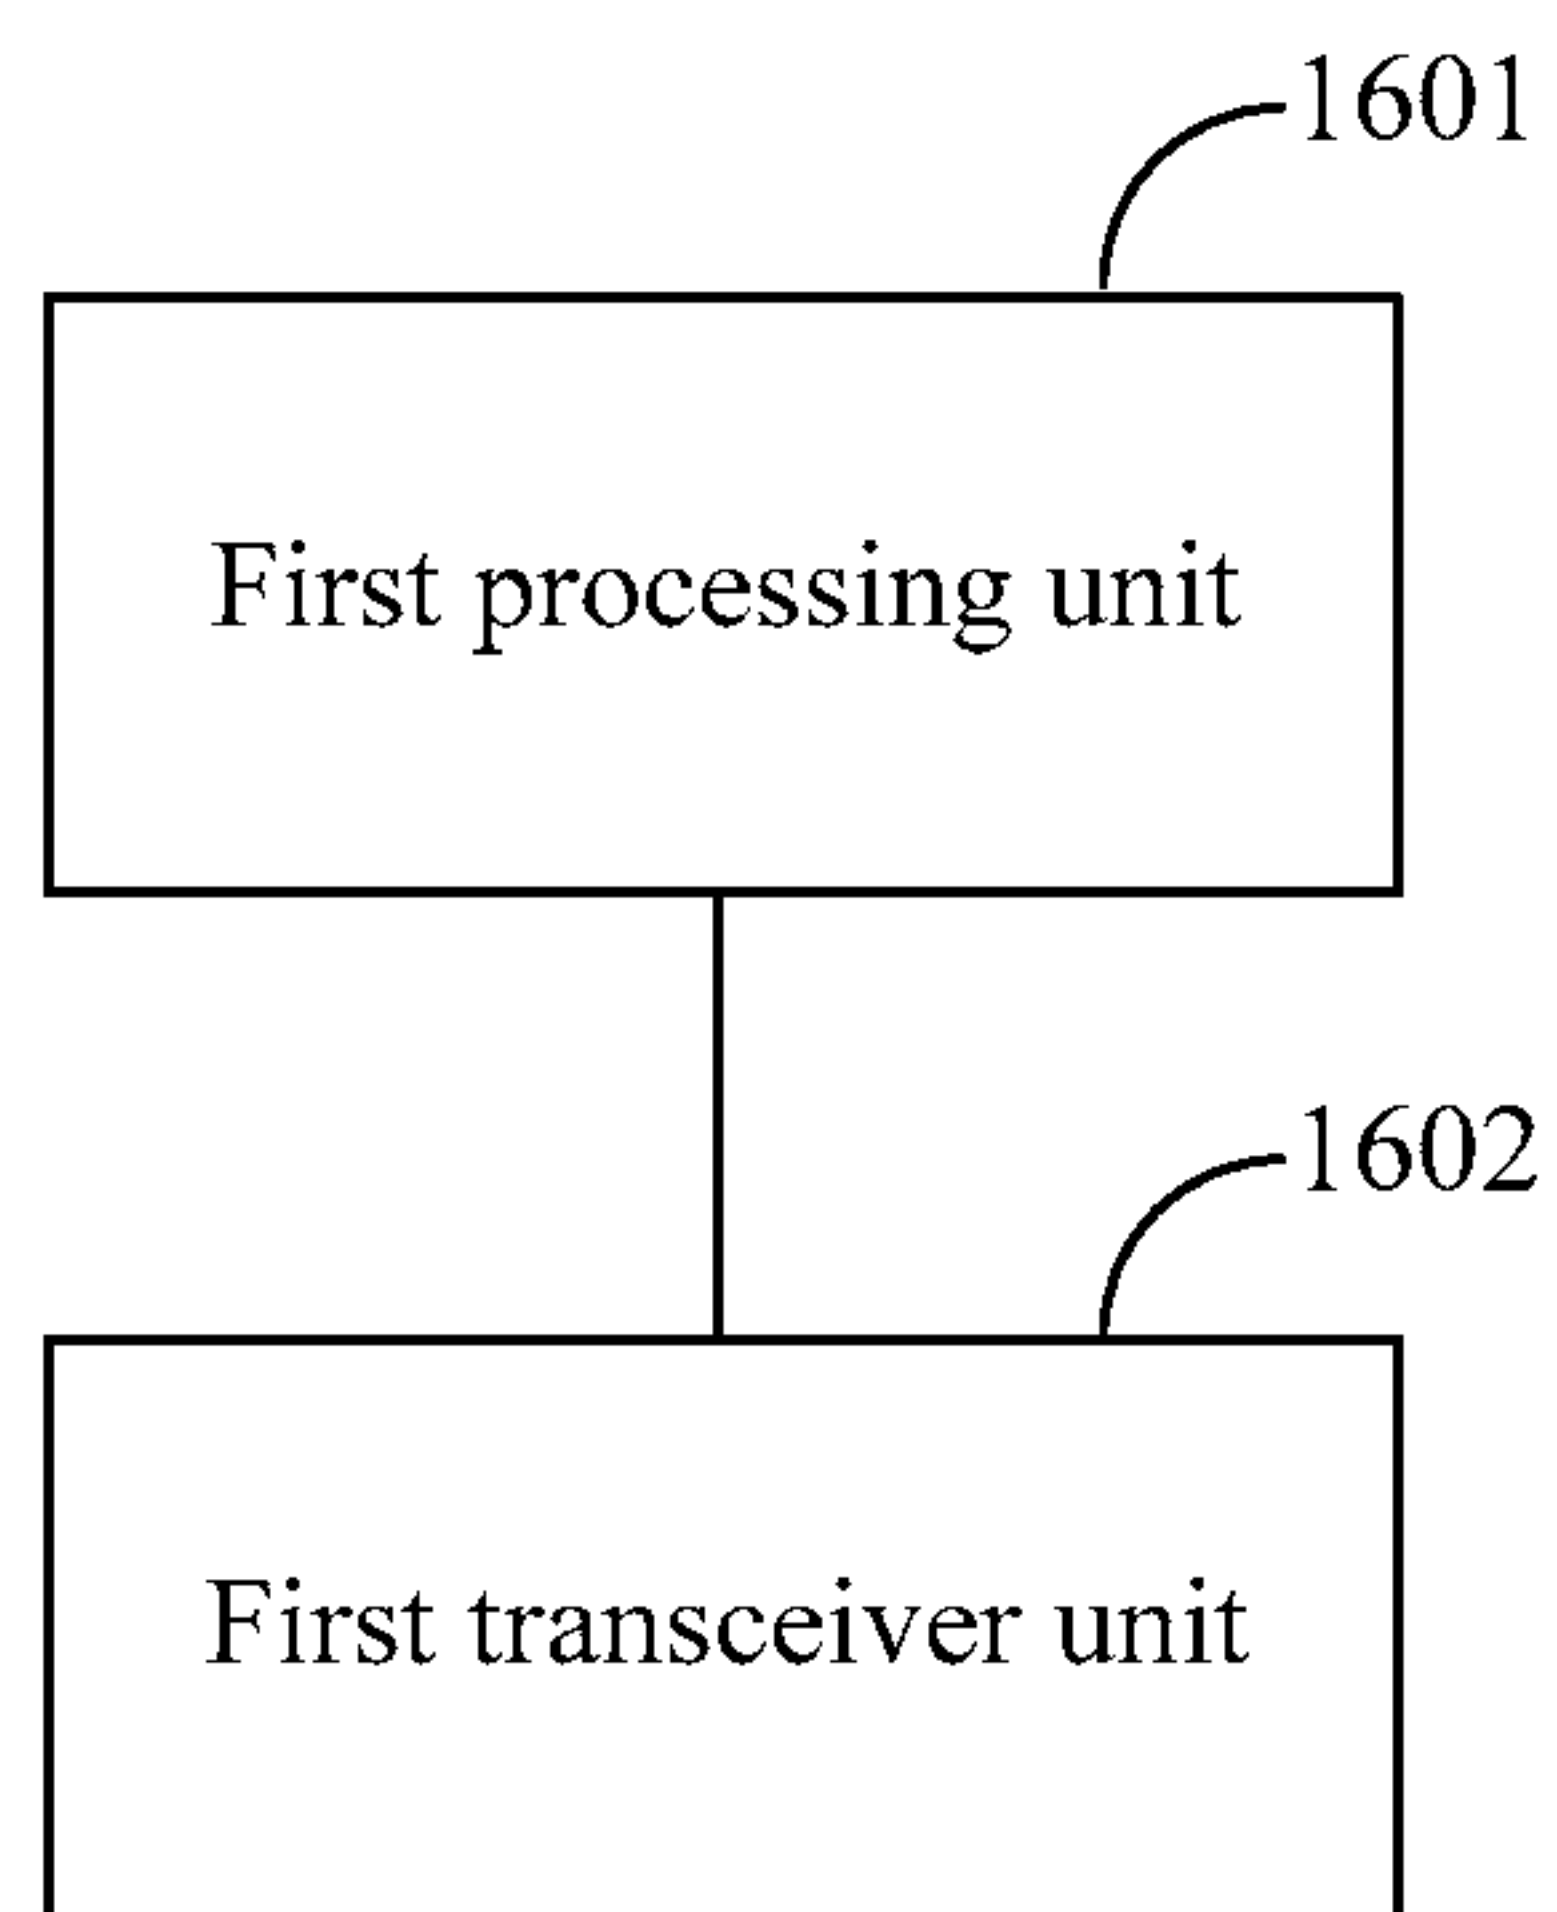 1601
First processing unit
1602
First transceiver unit